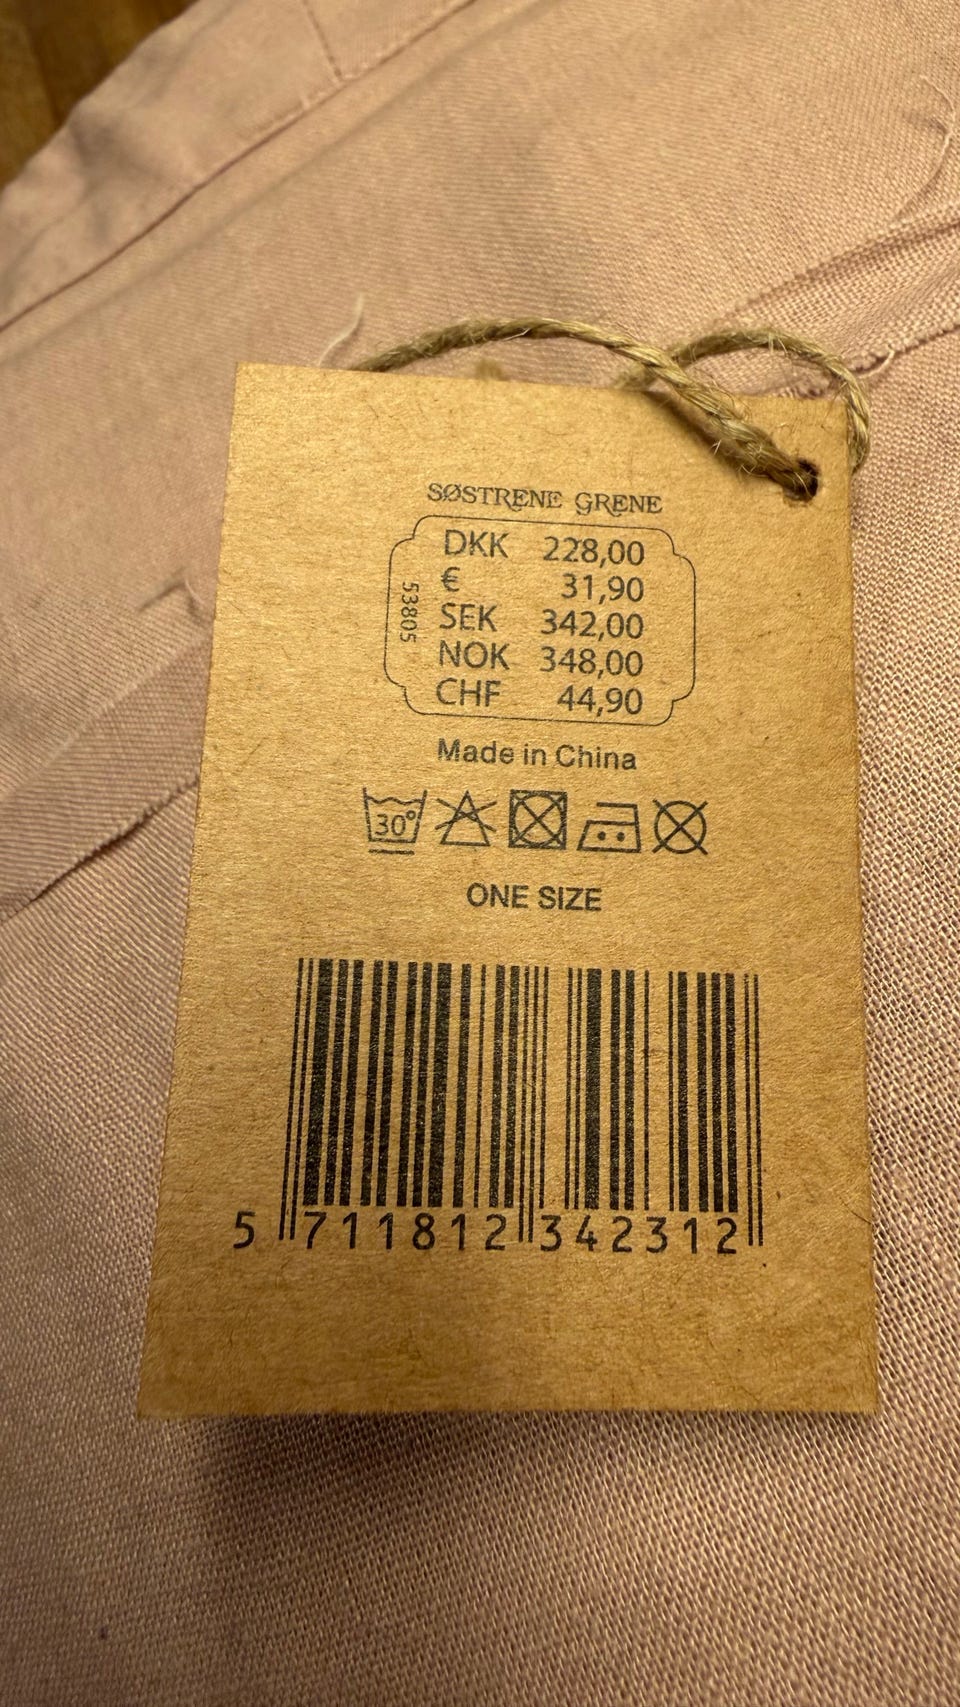 SØSTRENE GRENE
DKK 228,00
€ 31,90
SEK 342,00
NOK 348,00
CHF 44,90
53805
Made in China
30°
ONE SIZE
5 711812 342312